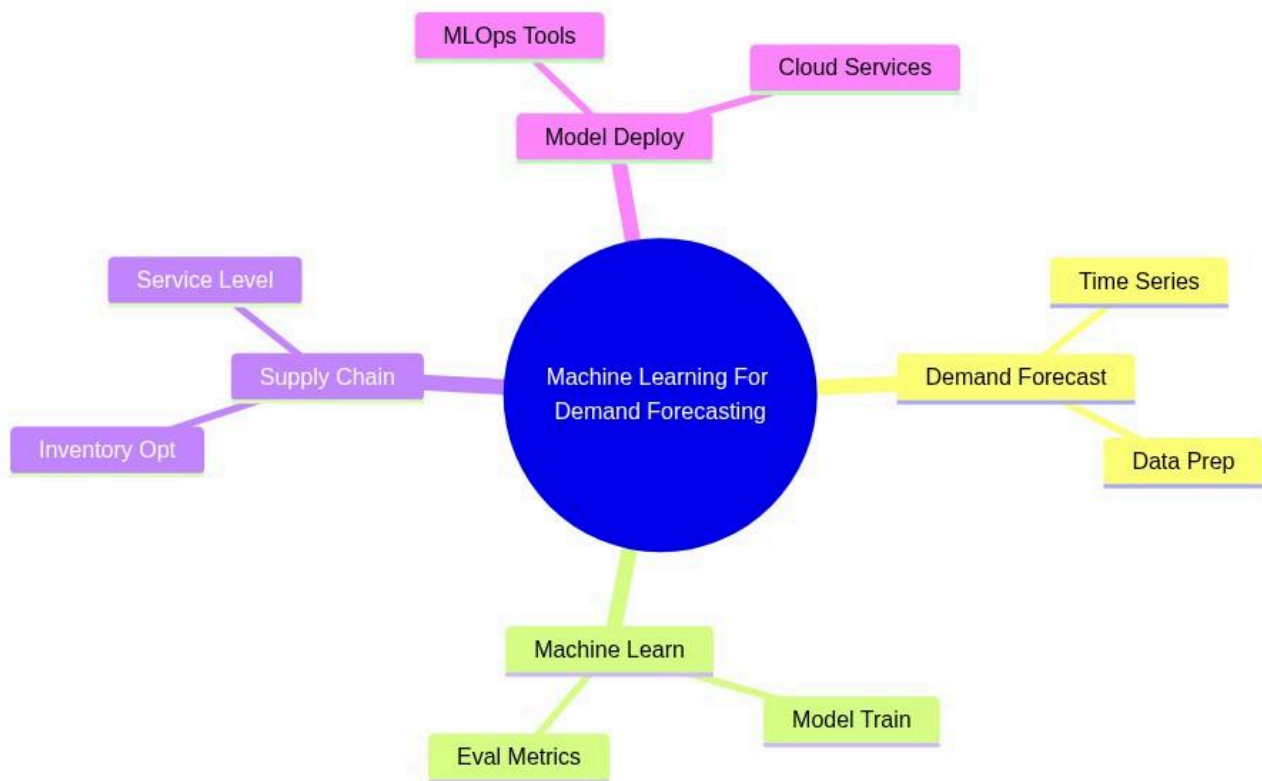 MLOps Tools
Cloud Services
Model Deploy
Service Level
Time Series
Supply Chain
Machine Learning For
Demand Forecasting
Demand Forecast
Inventory Opt
Data Prep
Machine Learn
Model Train
Eval Metrics